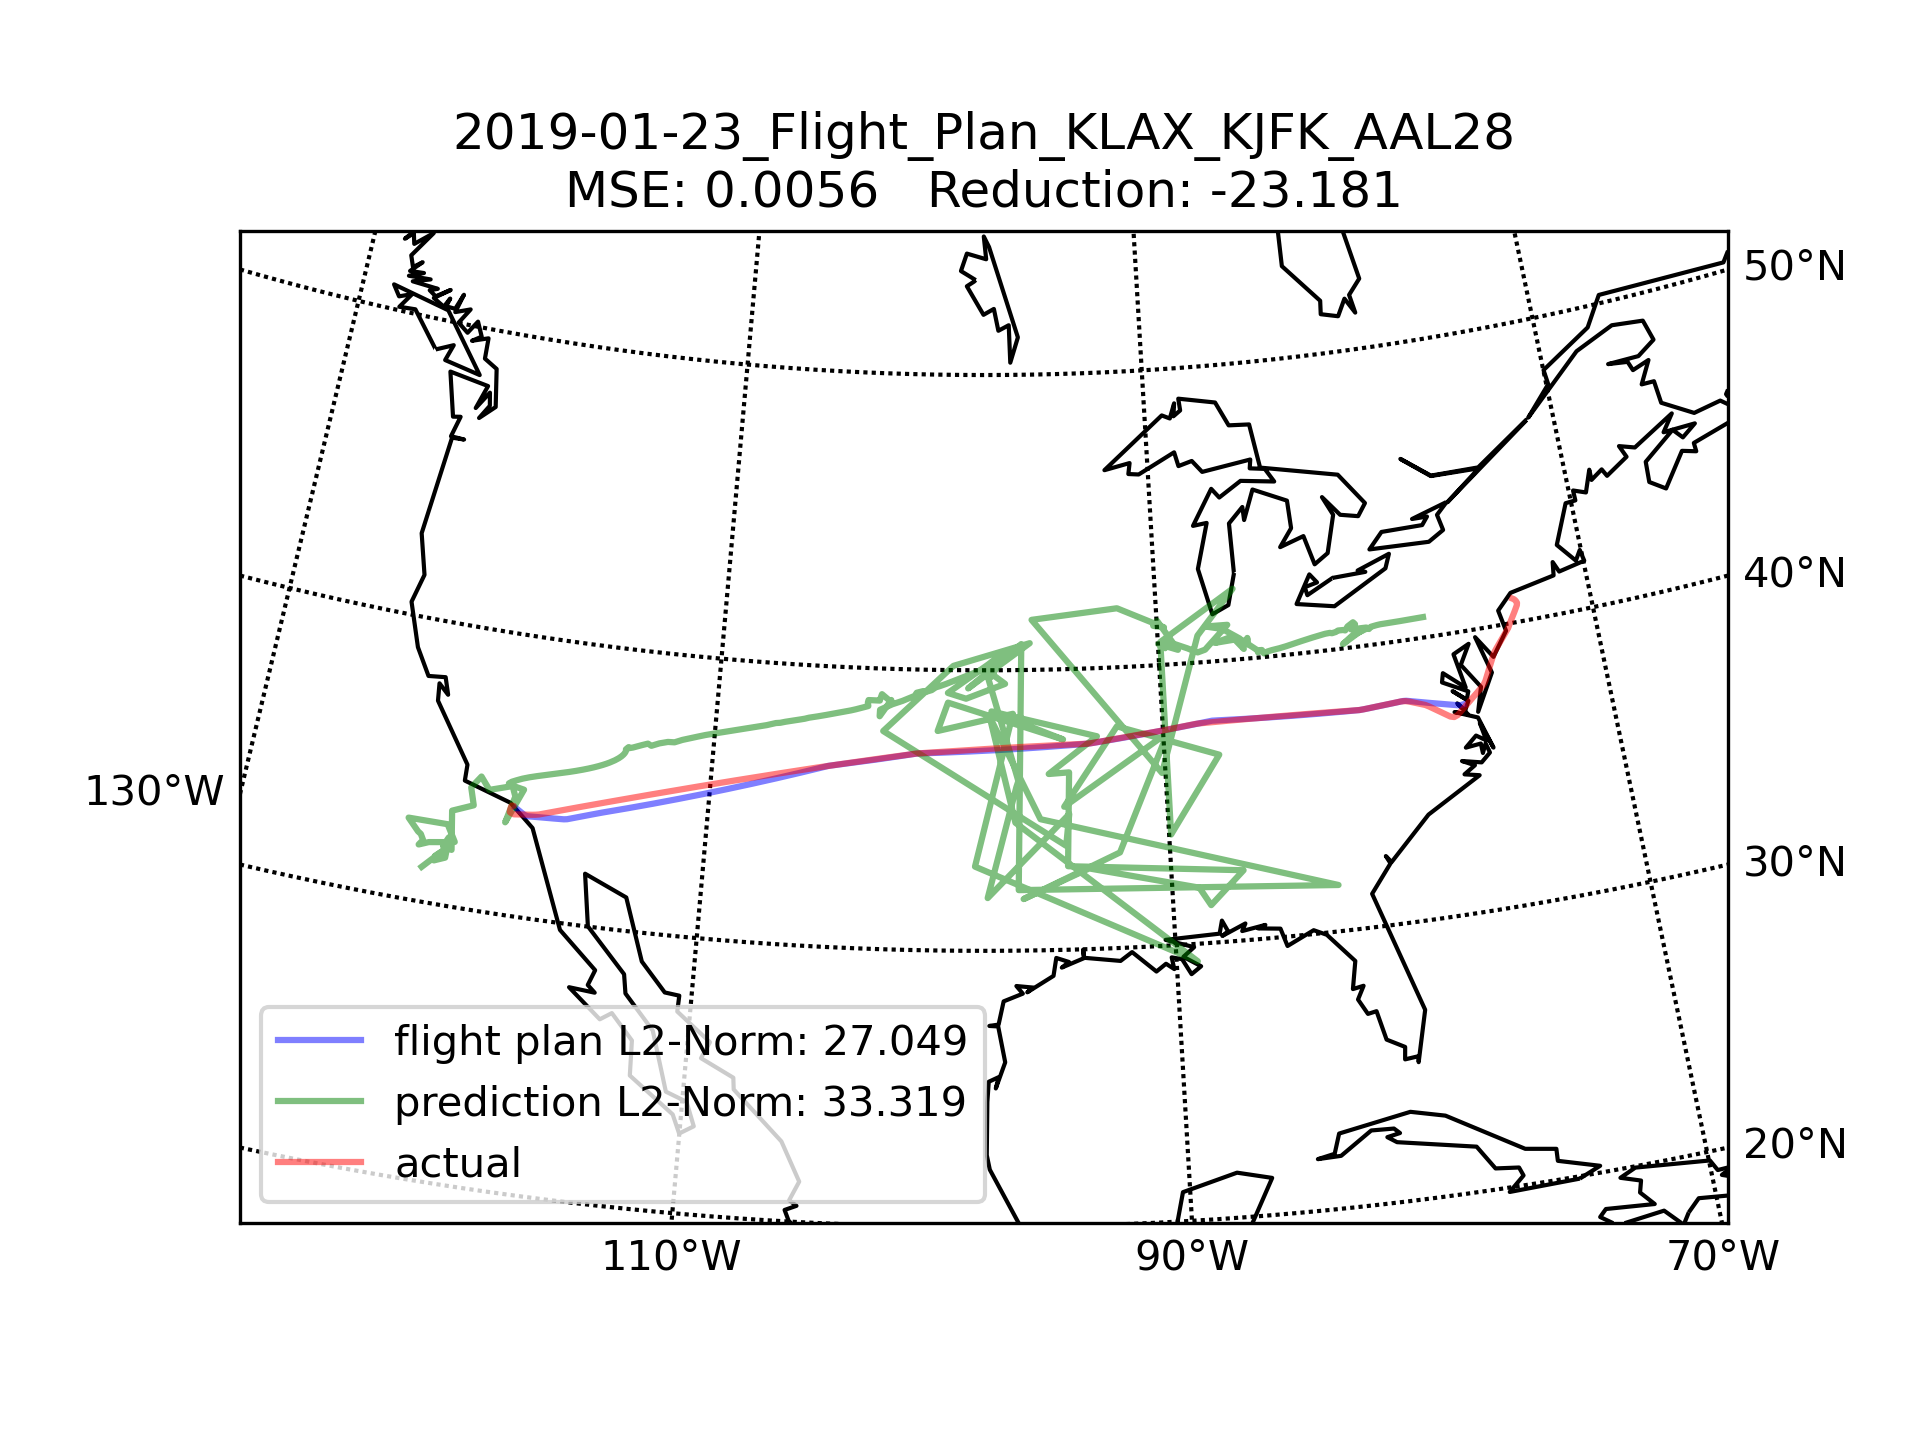 2019-01-23_Flight_Plan_KLAX_KJFK_AAL28
MSE: 0.0056   Reduction: -23.181
50°N
40°N
130°W
30°N
20°N
flight plan L2-Norm: 27.049
prediction L2-Norm: 33.319
actual
110°W
90°W
70°W